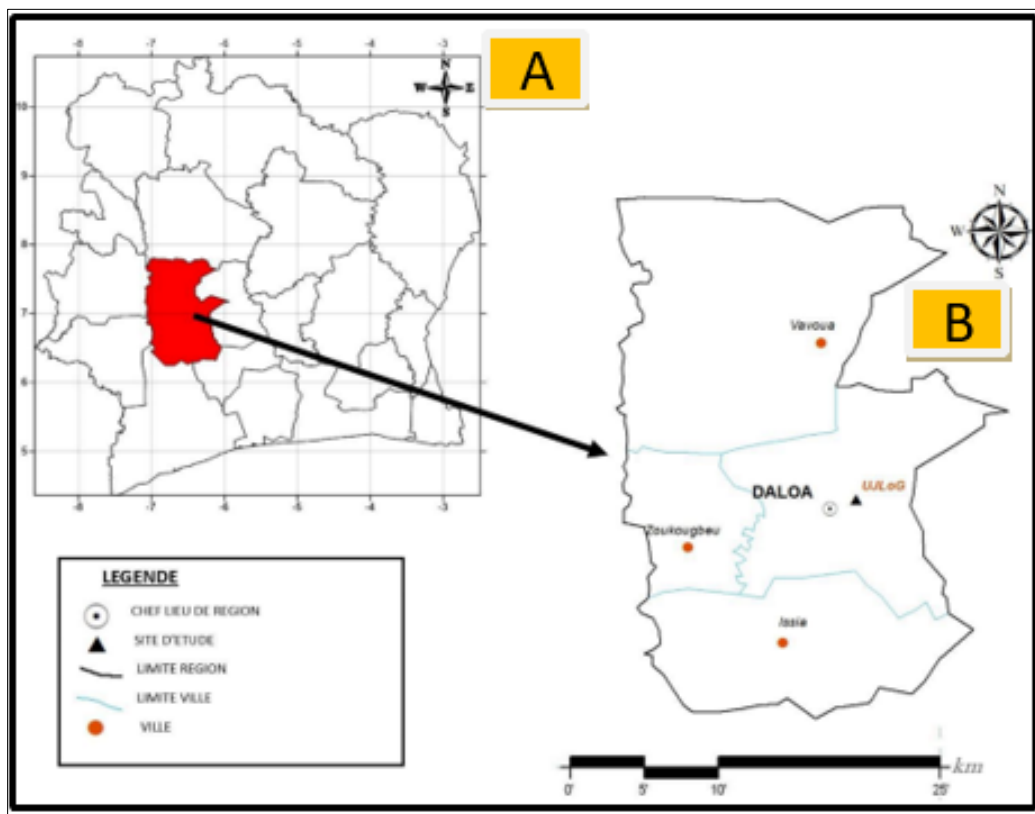 -8 -7 -6 -5 -4 -3
A
N
W E
S
10
9
8
7
6
5
-8 -7 -6 -5 -4 -3
N
W
S
B
Vavoua
DALOA
UJLoG
Zoukougbeu
Issia
LEGENDE
CHEF LIEU DE REGION
SITE D'ETUDE
LIMITE REGION
LIMITE VILLE
VILLE
km
0' 5' 10' 25'